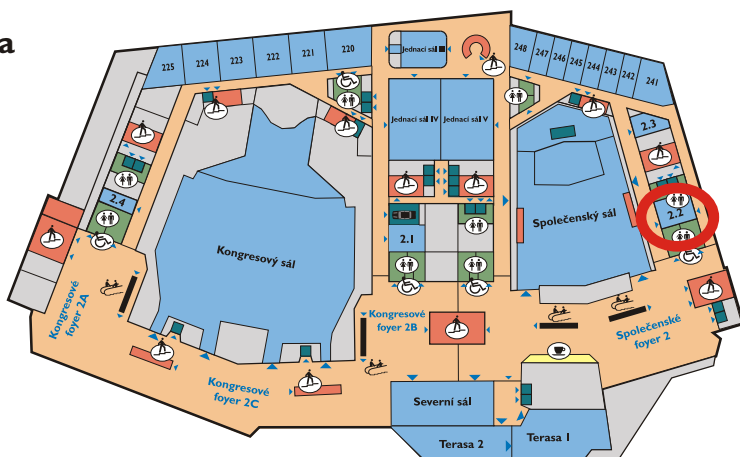 a
225
224
223
222
221
220
Jednací sál
248
247
246
245
244
243
242
241
Jednací sál IV
Jednací sál V
2.3
2.4
2.2
2.1
Společenský sál
Kongresový sál
Kongresové
foyer 2A
Kongresové
foyer 2B
Kongresové
foyer 2C
Společenské
foyer 2
Severní sál
Terasa 2
Terasa 1